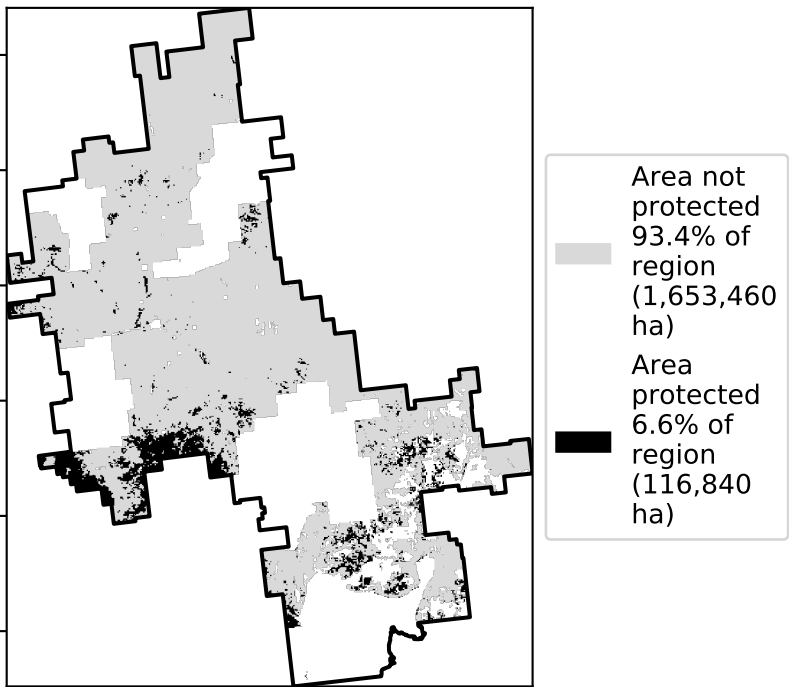 Area not
protected
93.4% of
region
(1,653,460
ha)
Area
protected
6.6% of
region
(116,840
ha)